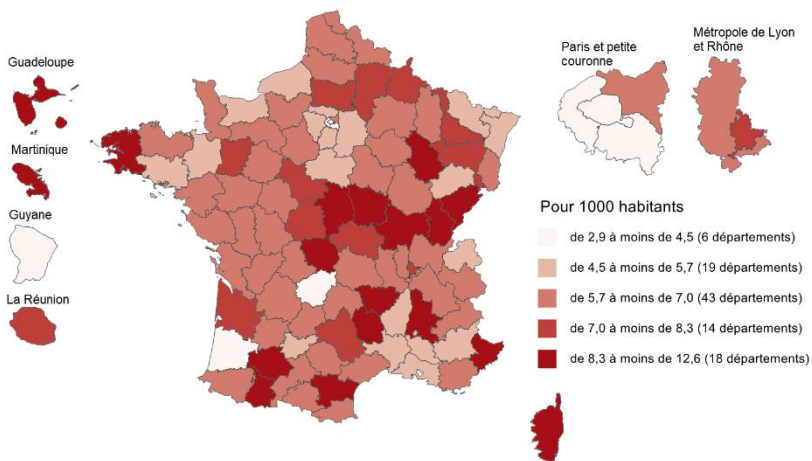 Guadeloupe
Martinique
Guyane
La Réunion
Paris et petite
couronne
Métropole de Lyon
et Rhône
Pour 1000 habitants
de 2,9 à moins de 4,5 (6 départements)
de 4,5 à moins de 5,7 (19 départements)
de 5,7 à moins de 7,0 (43 départements)
de 7,0 à moins de 8,3 (14 départements)
de 8,3 à moins de 12,6 (18 départements)